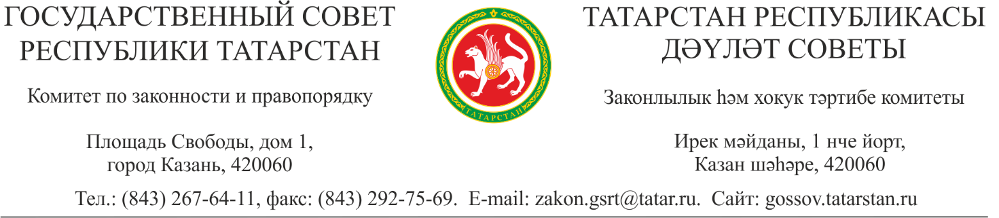 ГОСУДАРСТВЕННЫЙ СОВЕТ
РЕСПУБЛИКИ ТАТАРСТАН
Комитет по законности и правопорядку
Площадь Свободы, дом 1,
город Казань, 420060
ТАТАРСТАН
ТАТАРСТАН РЕСПУБЛИКАСЫ
ДӘҮЛӘТ СОВЕТЫ
Законлылык һәм хокук тәртибе комитеты
Ирек мәйданы, 1 нче йорт,
Казан шәһәре, 420060
Тел.: (843) 267-64-11, факс: (843) 292-75-69. E-mail: zakon.gsrt@tatar.ru. Сайт: gossov.tatarstan.ru